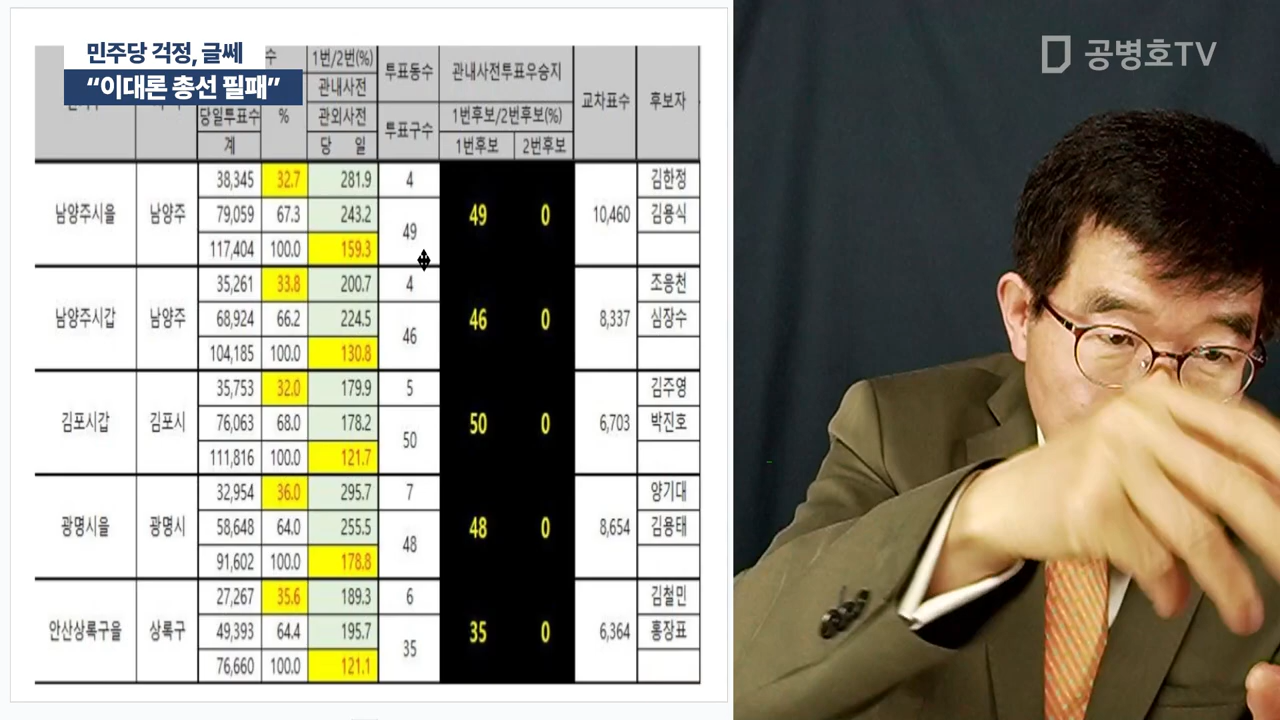 민주당 걱정, 글쎄
“이대론 총선 필패”
공병호TV
수 1번/2번(%) 투표동수 관내사전투표우승지 교차표수 후보자
관내사전
당일투표수 % 관외사전 투표구수 1번후보/2번후보(%)
계 당 일 1번후보 2번후보
남양주시을 남양주 38,345 32.7 281.9 4 49 0 10,460 김한정
79,059 67.3 243.2 49 김용식
117,404 100.0 159.3
남양주시갑 남양주 35,261 33.8 200.7 4 46 0 8,337 조응천
68,924 66.2 224.5 46 심장수
104,185 100.0 130.8
김포시갑 김포시 35,753 32.0 179.9 5 50 0 6,703 김주영
76,063 68.0 178.2 50 박진호
111,816 100.0 121.7
광명시을 광명시 32,954 36.0 295.7 7 48 0 8,654 양기대
58,648 64.0 255.5 48 김용태
91,602 100.0 178.8
안산상록구을 상록구 27,267 35.6 189.3 6 35 0 6,364 김철민
49,393 64.4 195.7 35 홍장표
76,660 100.0 121.1